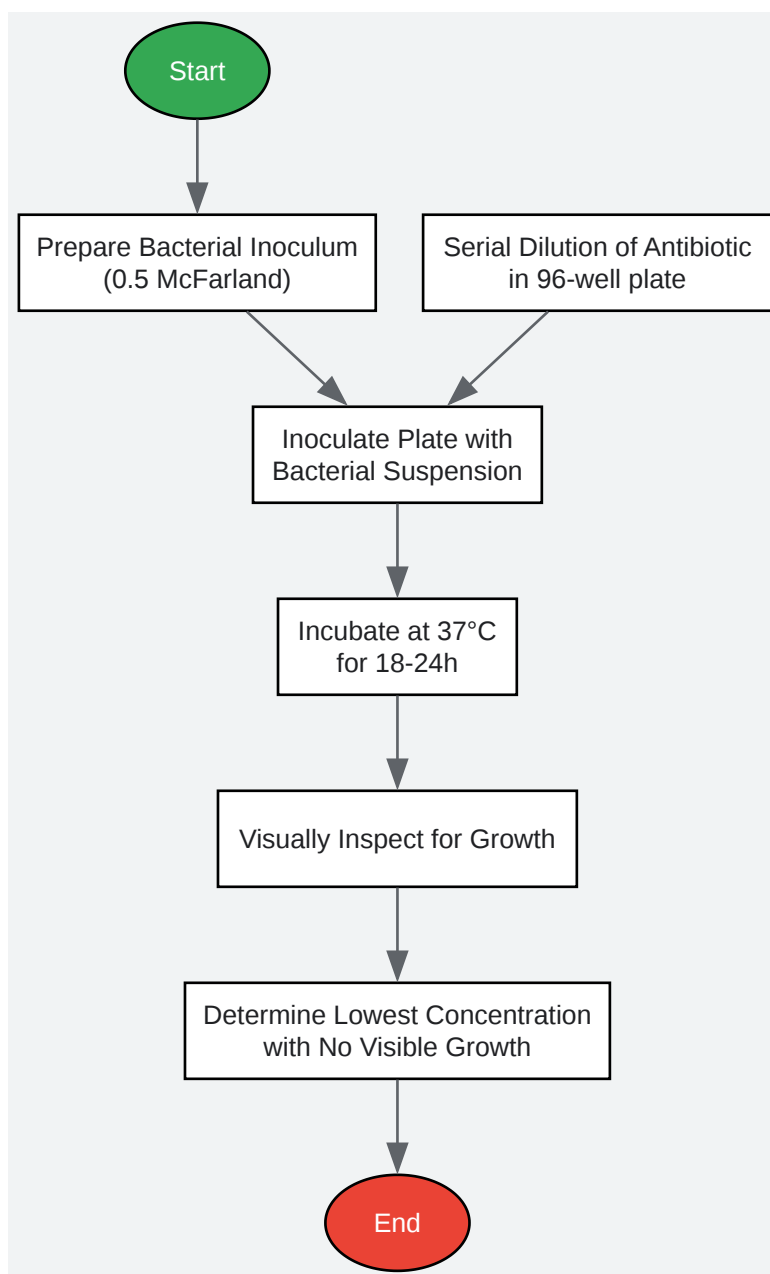 Start
Prepare Bacterial Inoculum
(0.5 McFarland)
Serial Dilution of Antibiotic
in 96-well plate
Inoculate Plate with
Bacterial Suspension
Incubate at 37°C
for 18-24h
Visually Inspect for Growth
Determine Lowest Concentration
with No Visible Growth
End